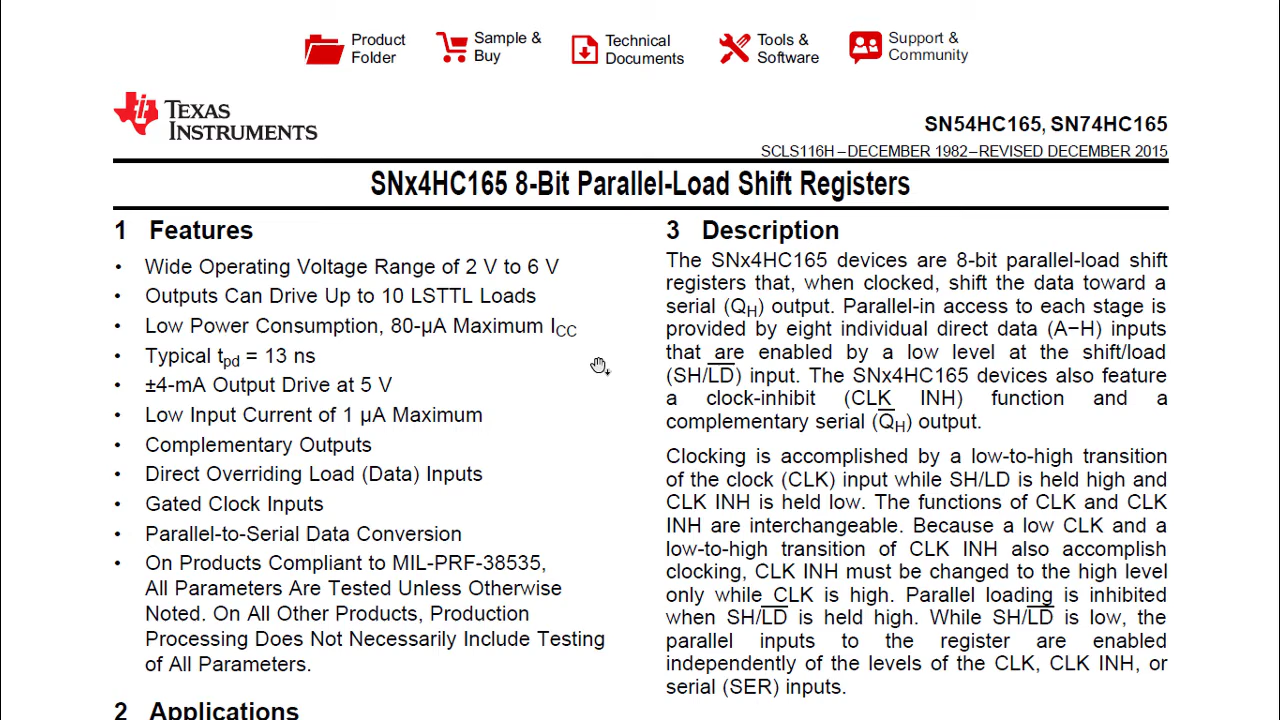 Product Folder
Sample & Buy
Technical Documents
Tools & Software
Support & Community
TEXAS INSTRUMENTS
SN54HC165, SN74HC165
SCLS116H – DECEMBER 1982 – REVISED DECEMBER 2015
SNx4HC165 8-Bit Parallel-Load Shift Registers
1 Features
• Wide Operating Voltage Range of 2 V to 6 V
• Outputs Can Drive Up to 10 LSTTL Loads
• Low Power Consumption, 80-µA Maximum ICC
• Typical tpd = 13 ns
• ±4-mA Output Drive at 5 V
• Low Input Current of 1 µA Maximum
• Complementary Outputs
• Direct Overriding Load (Data) Inputs
• Gated Clock Inputs
• Parallel-to-Serial Data Conversion
• On Products Compliant to MIL-PRF-38535,
All Parameters Are Tested Unless Otherwise
Noted. On All Other Products, Production
Processing Does Not Necessarily Include Testing
of All Parameters.
2 Applications
3 Description
The SNx4HC165 devices are 8-bit parallel-load shift
registers that, when clocked, shift the data toward a
serial (QH) output. Parallel-in access to each stage is
provided by eight individual direct data (A−H) inputs
that are enabled by a low level at the shift/load
(SH/L̅D̅) input. The SNx4HC165 devices also feature
a clock-inhibit (CLK INH) function and a
complementary serial (Q̅H) output.
Clocking is accomplished by a low-to-high transition
of the clock (CLK) input while SH/LD is held high and
CLK INH is held low. The functions of CLK and CLK
INH are interchangeable. Because a low CLK and a
low-to-high transition of CLK INH also accomplish
clocking, CLK INH must be changed to the high level
only while CLK is high. Parallel loading is inhibited
when SH/L̅D̅ is held high. While SH/L̅D̅ is low, the
parallel inputs to the register are enabled
independently of the levels of the CLK, CLK INH, or
serial (SER) inputs.